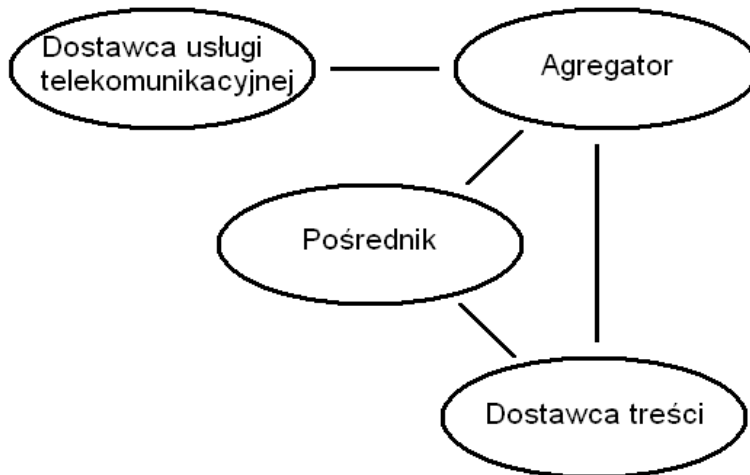 Dostawca usługi
telekomunikacyjnej
Agregator
Pośrednik
Dostawca treści